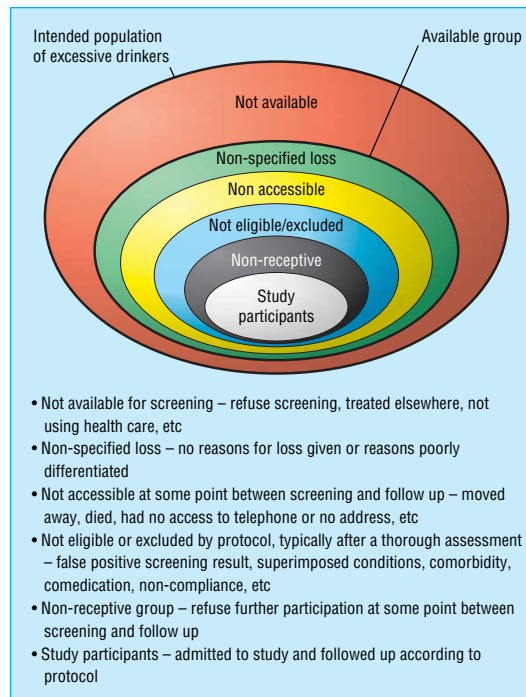 Intended population
of excessive drinkers
Available group
Not available
Non-specified loss
Non accessible
Not eligible/excluded
Non-receptive
Study
participants
• Not available for screening – refuse screening, treated elsewhere, not
using health care, etc
• Non-specified loss – no reasons for loss given or reasons poorly
differentiated
• Not accessible at some point between screening and follow up – moved
away, died, had no access to telephone or no address, etc
• Not eligible or excluded by protocol, typically after a thorough assessment
– false positive screening result, superimposed conditions, comorbidity,
comedication, non-compliance, etc
• Non-receptive group – refuse further participation at some point between
screening and follow up
• Study participants – admitted to study and followed up according to
protocol